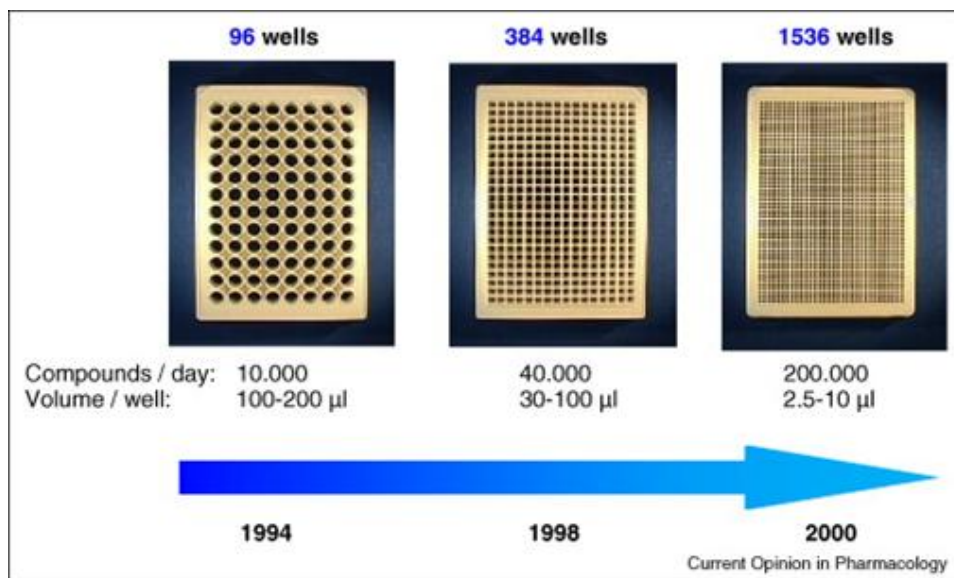 96 wells 384 wells 1536 wells
Compounds / day: 10.000 40.000 200.000
Volume / well: 100-200 µl 30-100 µl 2.5-10 µl
1994 1998 2000
Current Opinion in Pharmacology